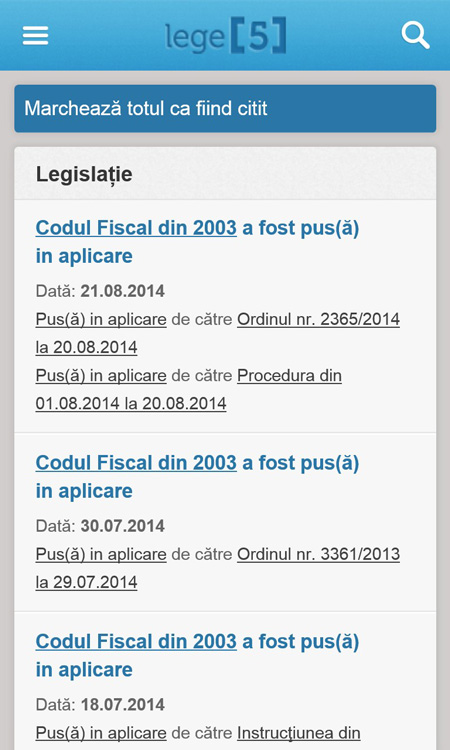 lege[5]
Marchează totul ca fiind citit
Legislație
Codul Fiscal din 2003 a fost pus(ă)
in aplicare
Dată: 21.08.2014
Pus(ă) in aplicare de către Ordinul nr. 2365/2014
la 20.08.2014
Pus(ă) in aplicare de către Procedura din
01.08.2014 la 20.08.2014
Codul Fiscal din 2003 a fost pus(ă)
in aplicare
Dată: 30.07.2014
Pus(ă) in aplicare de către Ordinul nr. 3361/2013
la 29.07.2014
Codul Fiscal din 2003 a fost pus(ă)
in aplicare
Dată: 18.07.2014
Pus(ă) in aplicare de către Instrucţiunea din